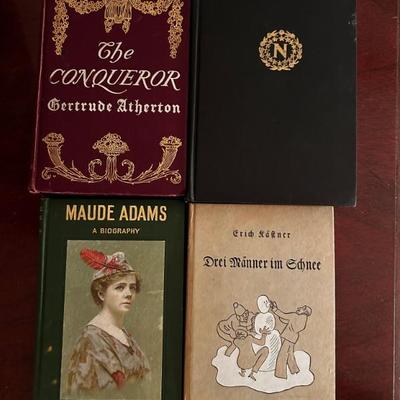 The
CONQUEROR
Gertrude Atherton
N
MAUDE ADAMS
A BIOGRAPHY
Erich Kästner
Drei Männer im Schnee